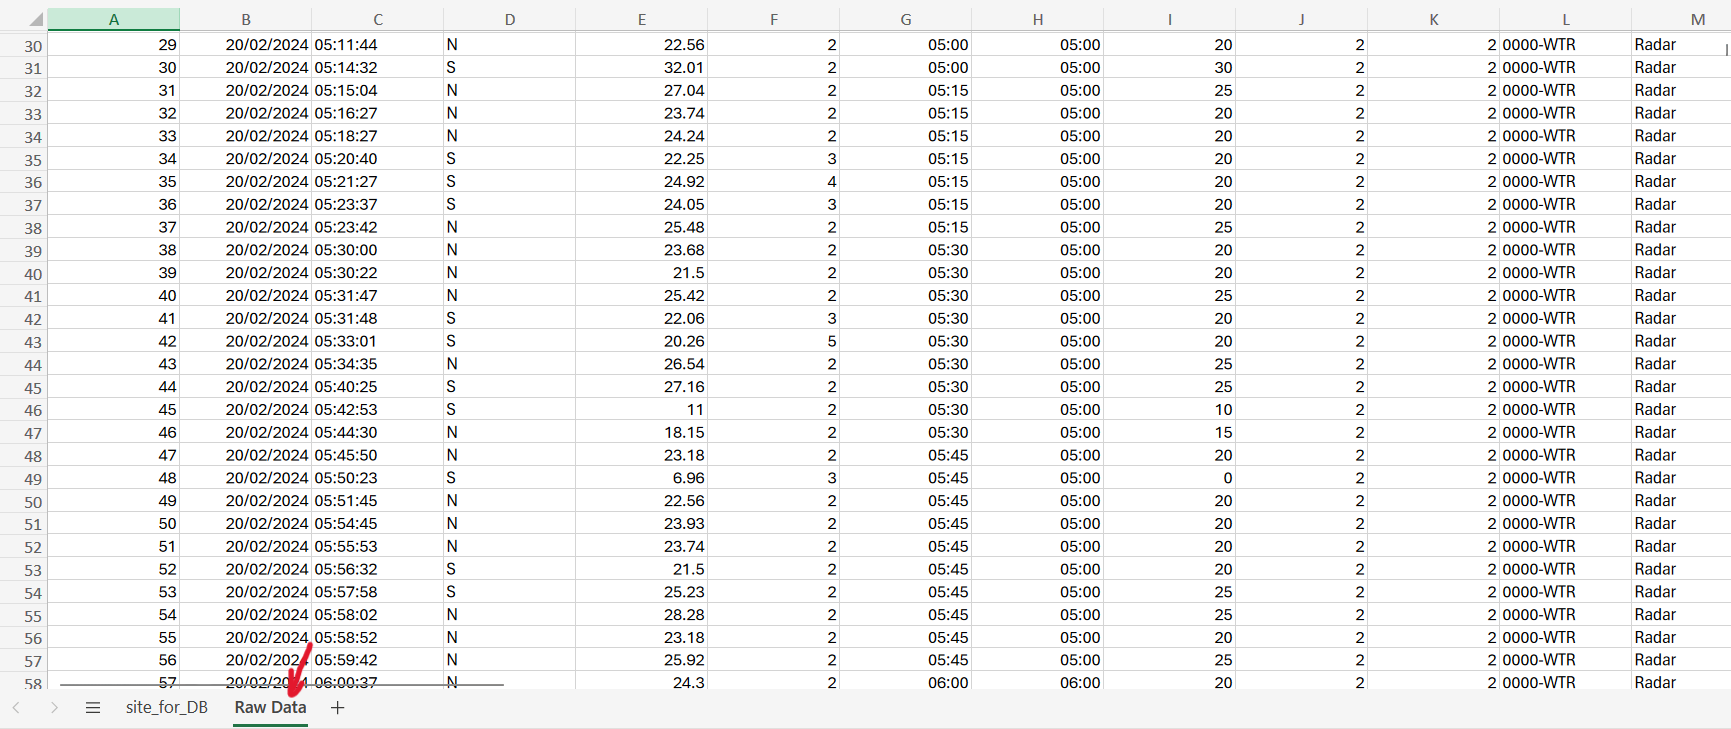 A B C D E F G H I J K L M
30 29 20/02/2024 05:11:44 N 22.56 2 05:00 05:00 20 2 2 0000-WTR Radar
31 30 20/02/2024 05:14:32 S 32.01 2 05:00 05:00 30 2 2 0000-WTR Radar
32 31 20/02/2024 05:15:04 N 27.04 2 05:15 05:00 25 2 2 0000-WTR Radar
33 32 20/02/2024 05:16:27 N 23.74 2 05:15 05:00 20 2 2 0000-WTR Radar
34 33 20/02/2024 05:18:27 N 24.24 2 05:15 05:00 20 2 2 0000-WTR Radar
35 34 20/02/2024 05:20:40 S 22.25 3 05:15 05:00 20 2 2 0000-WTR Radar
36 35 20/02/2024 05:21:27 S 24.92 4 05:15 05:00 20 2 2 0000-WTR Radar
37 36 20/02/2024 05:23:37 S 24.05 3 05:15 05:00 20 2 2 0000-WTR Radar
38 37 20/02/2024 05:23:42 N 25.48 2 05:15 05:00 25 2 2 0000-WTR Radar
39 38 20/02/2024 05:30:00 N 23.68 2 05:30 05:00 20 2 2 0000-WTR Radar
40 39 20/02/2024 05:30:22 N 21.5 2 05:30 05:00 20 2 2 0000-WTR Radar
41 40 20/02/2024 05:31:47 N 25.42 2 05:30 05:00 25 2 2 0000-WTR Radar
42 41 20/02/2024 05:31:48 S 22.06 3 05:30 05:00 20 2 2 0000-WTR Radar
43 42 20/02/2024 05:33:01 S 20.26 5 05:30 05:00 20 2 2 0000-WTR Radar
44 43 20/02/2024 05:34:35 N 26.54 2 05:30 05:00 25 2 2 0000-WTR Radar
45 44 20/02/2024 05:40:25 S 27.16 2 05:30 05:00 25 2 2 0000-WTR Radar
46 45 20/02/2024 05:42:53 S 11 2 05:30 05:00 10 2 2 0000-WTR Radar
47 46 20/02/2024 05:44:30 N 18.15 2 05:30 05:00 15 2 2 0000-WTR Radar
48 47 20/02/2024 05:45:50 N 23.18 2 05:45 05:00 20 2 2 0000-WTR Radar
49 48 20/02/2024 05:50:23 S 6.96 3 05:45 05:00 0 2 2 0000-WTR Radar
50 49 20/02/2024 05:51:45 N 22.56 2 05:45 05:00 20 2 2 0000-WTR Radar
51 50 20/02/2024 05:54:45 N 23.93 2 05:45 05:00 20 2 2 0000-WTR Radar
52 51 20/02/2024 05:55:53 N 23.74 2 05:45 05:00 20 2 2 0000-WTR Radar
53 52 20/02/2024 05:56:32 S 21.5 2 05:45 05:00 20 2 2 0000-WTR Radar
54 53 20/02/2024 05:57:58 S 25.23 2 05:45 05:00 25 2 2 0000-WTR Radar
55 54 20/02/2024 05:58:02 N 28.28 2 05:45 05:00 25 2 2 0000-WTR Radar
56 55 20/02/2024 05:58:52 N 23.18 2 05:45 05:00 20 2 2 0000-WTR Radar
57 56 20/02/2024 05:59:42 N 25.92 2 05:45 05:00 25 2 2 0000-WTR Radar
58 57 20/02/2024 06:00:37 N 24.3 2 06:00 06:00 20 2 2 0000-WTR Radar
site_for_DB Raw Data +